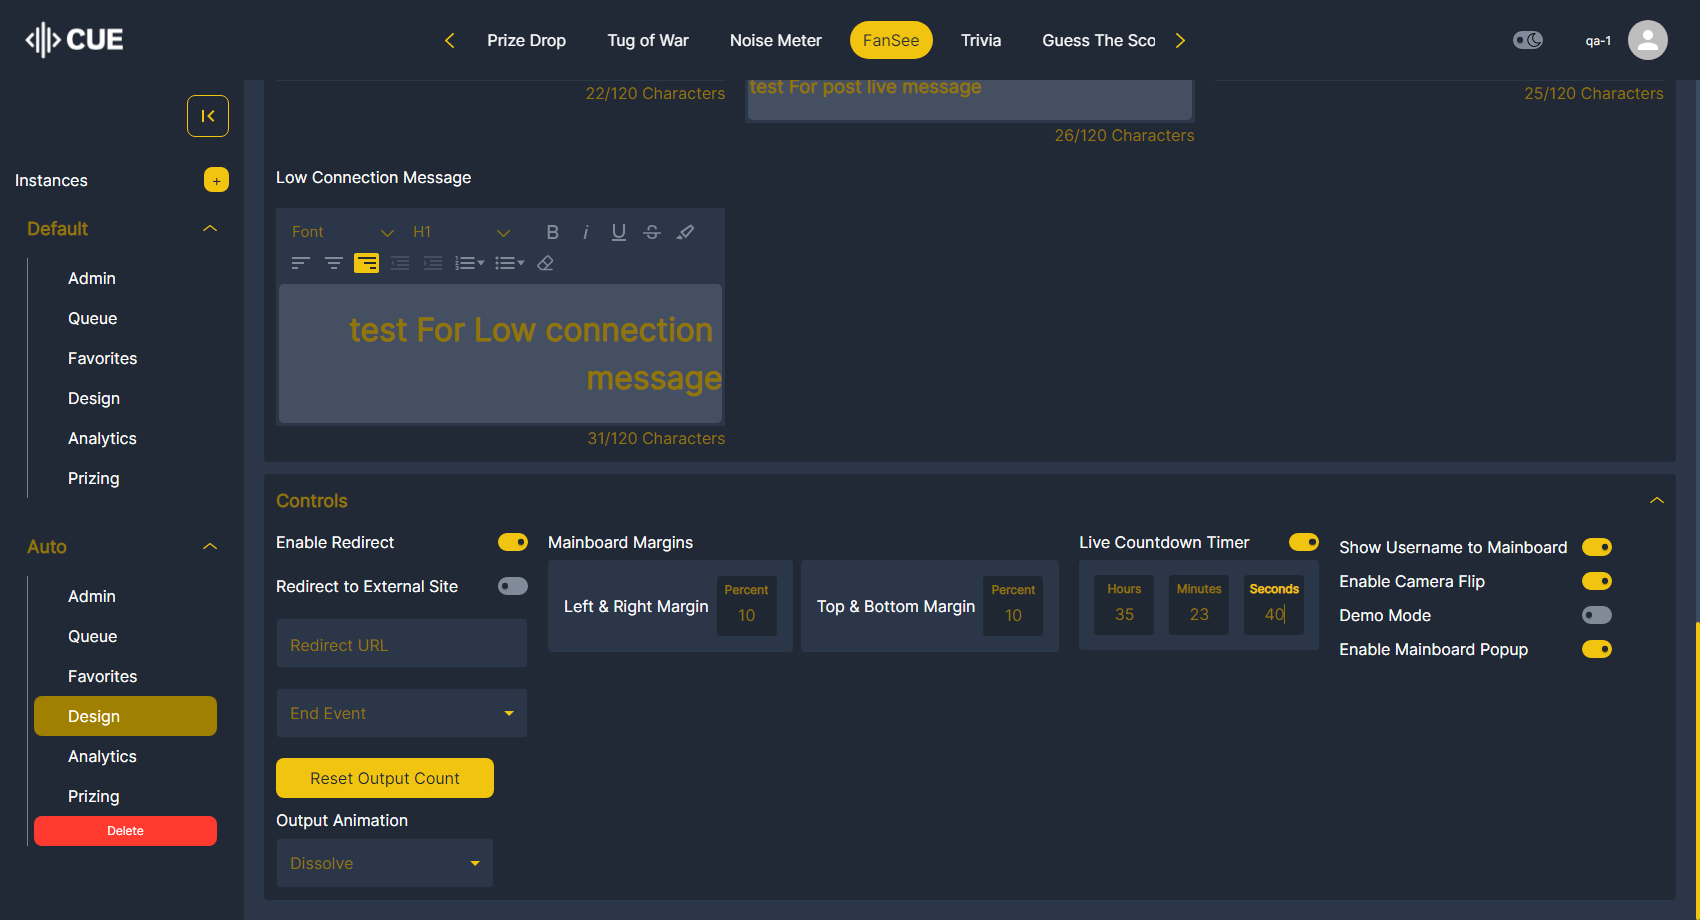 CUE
Prize Drop
Tug of War
Noise Meter
FanSee
Trivia
Guess The Sco
qa-1
Instances
+
Default
Admin
Queue
Favorites
Design
Analytics
Prizing
Auto
Admin
Queue
Favorites
Design
Analytics
Prizing
Delete
22/120 Characters
test For post live message
26/120 Characters
25/120 Characters
Low Connection Message
Font
H1
B i U S
test For Low connection
message
31/120 Characters
Controls
Enable Redirect
Redirect to External Site
Redirect URL
End Event
Reset Output Count
Output Animation
Dissolve
Mainboard Margins
Left & Right Margin
Percent
10
Top & Bottom Margin
Percent
10
Live Countdown Timer
Hours
35
Minutes
23
Seconds
40
Show Username to Mainboard
Enable Camera Flip
Demo Mode
Enable Mainboard Popup